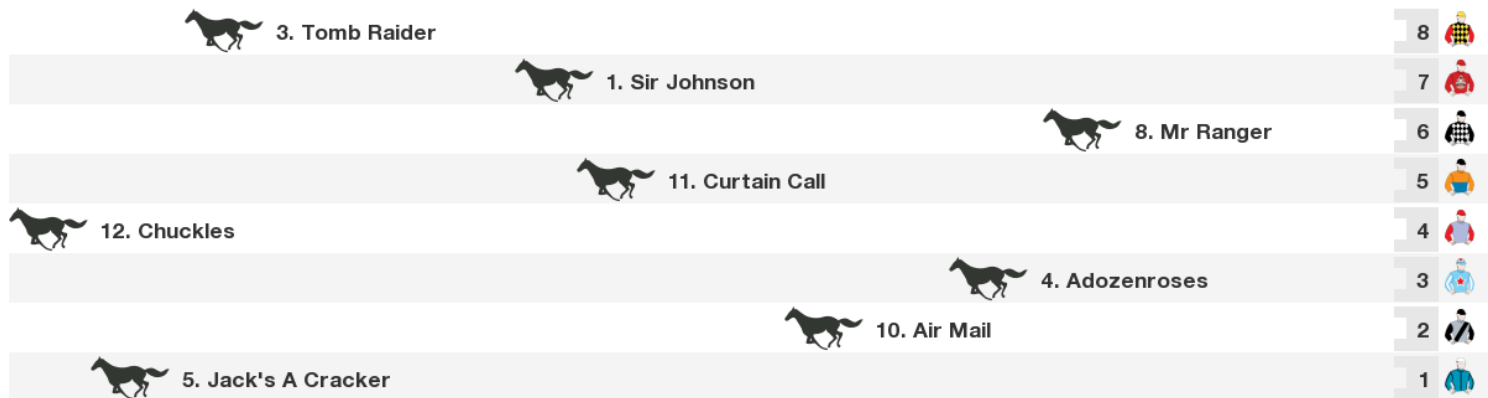 3. Tomb Raider 8
1. Sir Johnson 7
8. Mr Ranger 6
11. Curtain Call 5
12. Chuckles 4
4. Adozenroses 3
10. Air Mail 2
5. Jack's A Cracker 1